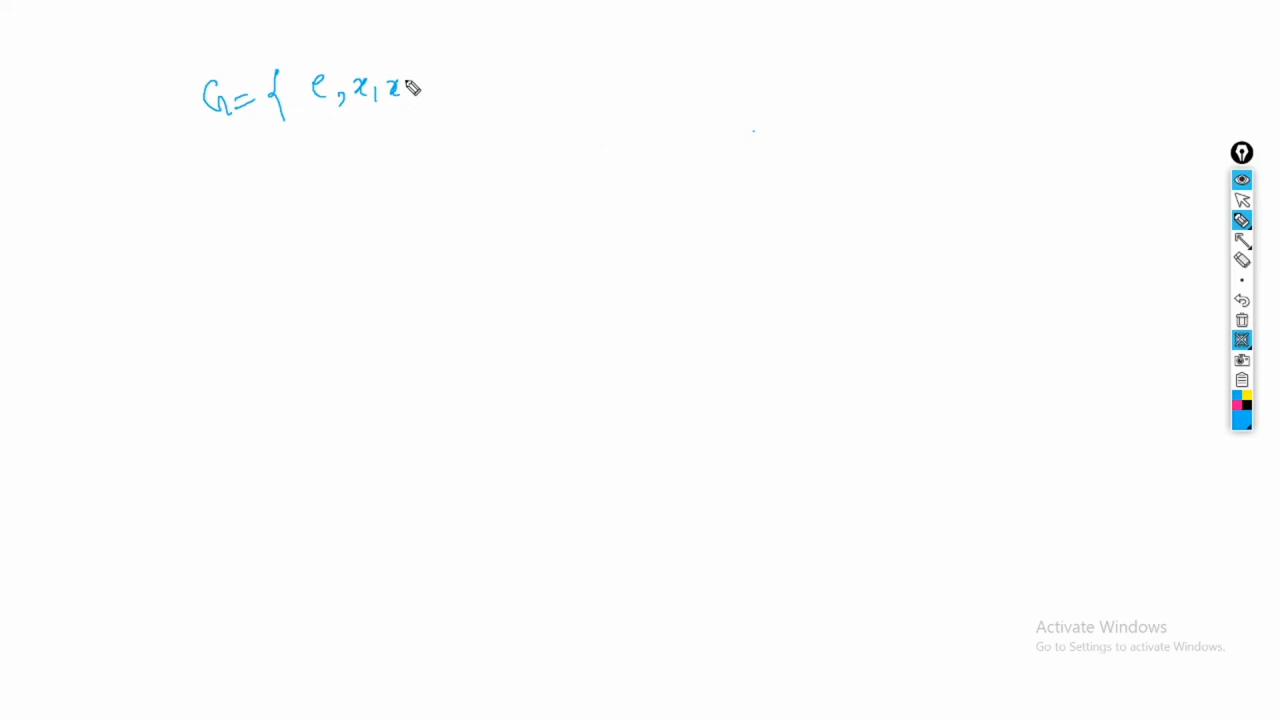 G = { e, x, x
Activate Windows
Go to Settings to activate Windows.